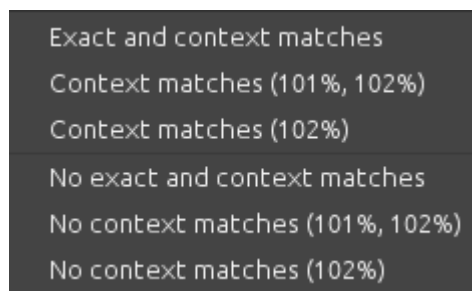 Exact and context matches
Context matches (101%, 102%)
Context matches (102%)
No exact and context matches
No context matches (101%, 102%)
No context matches (102%)